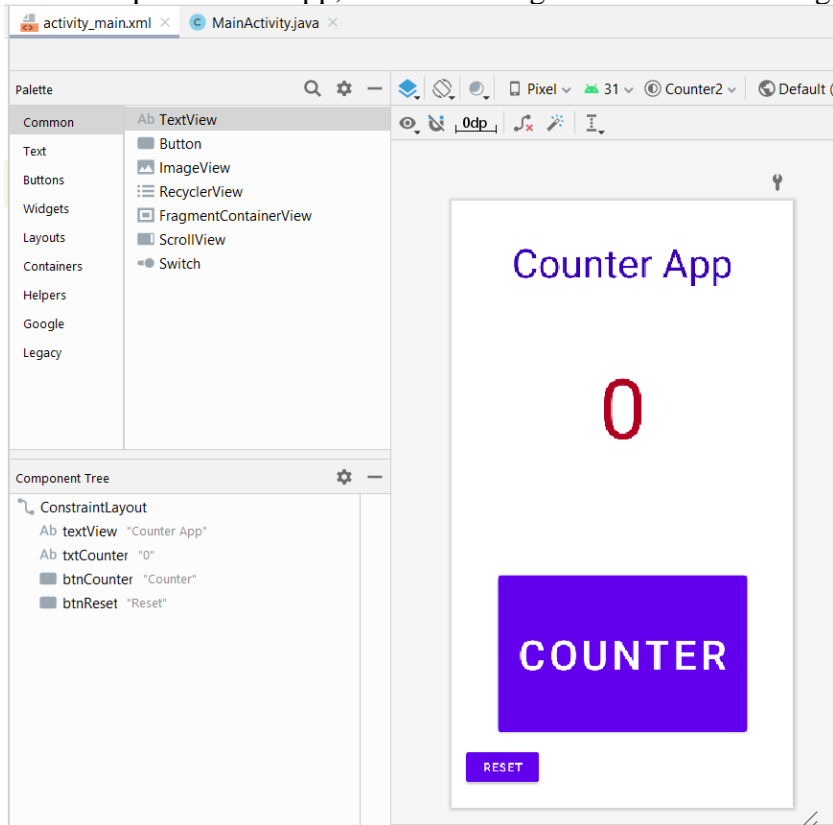 activity_main.xml MainActivity.java
Palette
Pixel 31 Counter2 Default (
Common
Text
Buttons
Widgets
Layouts
Containers
Helpers
Google
Legacy
Ab TextView
Button
ImageView
RecyclerView
FragmentContainerView
ScrollView
Switch
0dp
Counter App
0
COUNTER
RESET
Component Tree
ConstraintLayout
Ab textView "Counter App"
Ab txtCounter "0"
btnCounter "Counter"
btnReset "Reset"